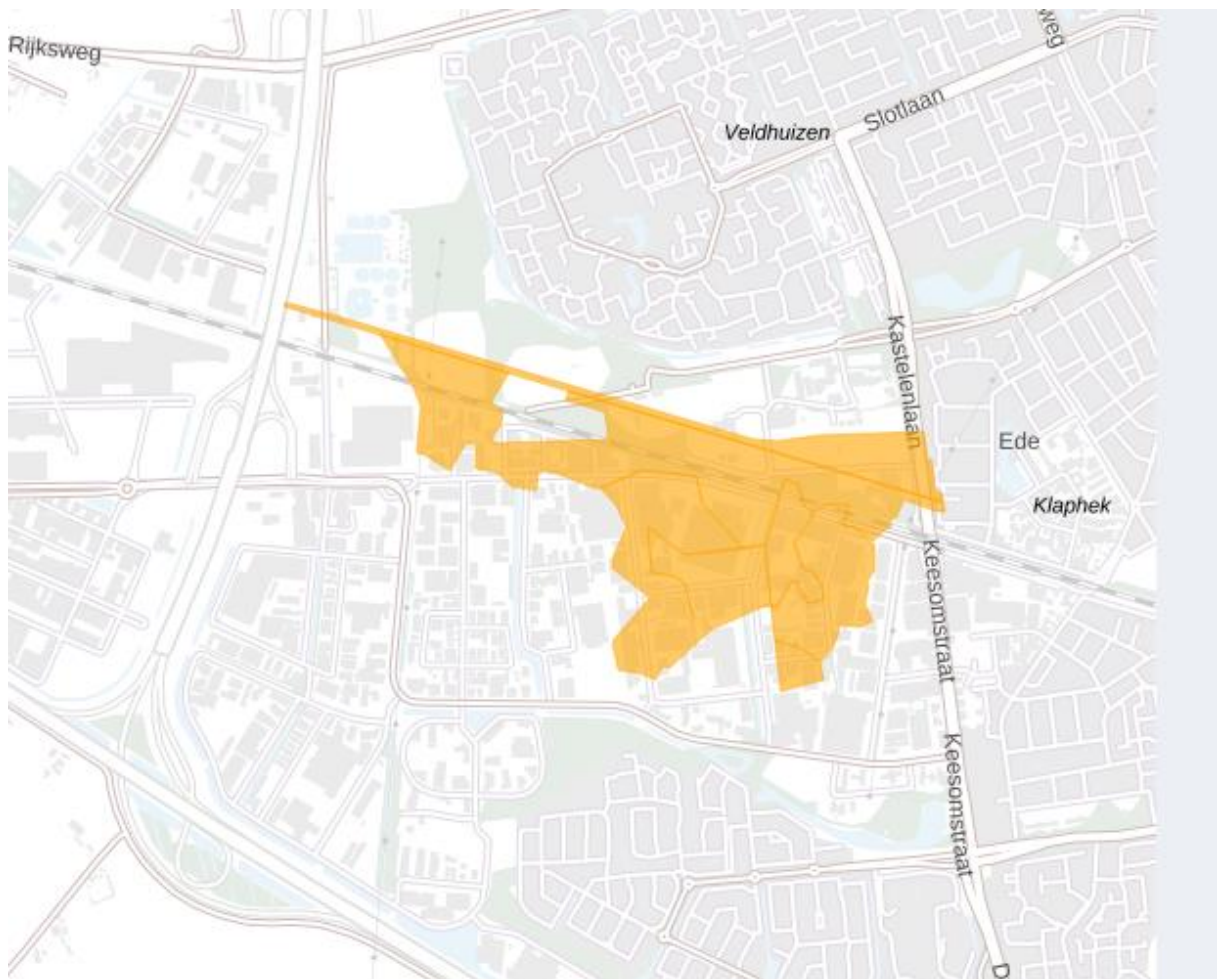 Rijksweg
weg
Slotlaan
Veldhuizen
Kastelenlaan
Ede
Klaphek
Keesomstraat
Keesomstraat
D